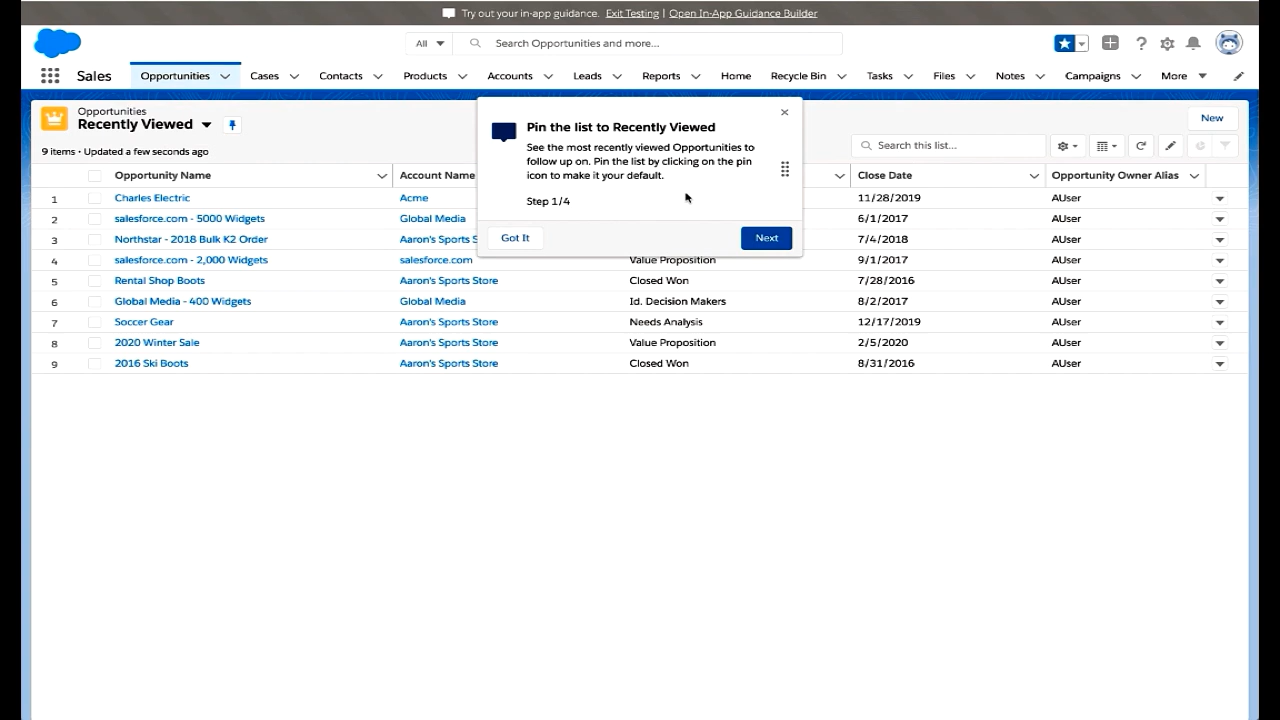 Try out your in-app guidance. Exit Testing | Open In-App Guidance Builder
All Search Opportunities and more...
Sales Opportunities Cases Contacts Products Accounts Leads Reports Home Recycle Bin Tasks Files Notes Campaigns More
Opportunities
Recently Viewed
New
9 items • Updated a few seconds ago
Search this list...
Pin the list to Recently Viewed
See the most recently viewed Opportunities to
follow up on. Pin the list by clicking on the pin
icon to make it your default.
Step 1/4
Got It Next
Opportunity Name Account Name Close Date Opportunity Owner Alias
1 Charles Electric Acme 11/28/2019 AUser
2 salesforce.com - 5000 Widgets Global Media 6/1/2017 AUser
3 Northstar - 2018 Bulk K2 Order Aaron's Sports S 7/4/2018 AUser
4 salesforce.com - 2,000 Widgets salesforce.com Value Proposition 9/1/2017 AUser
5 Rental Shop Boots Aaron's Sports Store Closed Won 7/28/2016 AUser
6 Global Media - 400 Widgets Global Media Id. Decision Makers 8/2/2017 AUser
7 Soccer Gear Aaron's Sports Store Needs Analysis 12/17/2019 AUser
8 2020 Winter Sale Aaron's Sports Store Value Proposition 2/5/2020 AUser
9 2016 Ski Boots Aaron's Sports Store Closed Won 8/31/2016 AUser